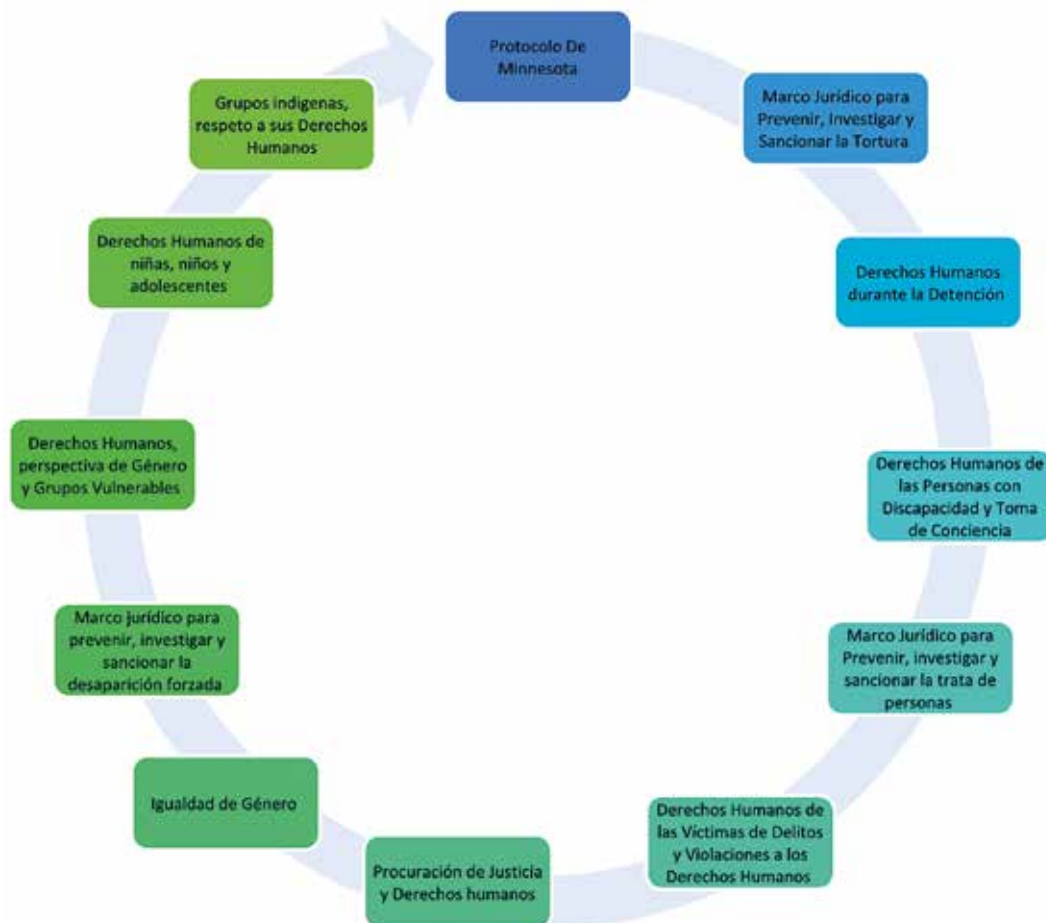 Protocolo De
Minnesota
Marco Jurídico para
Prevenir, Investigar y
Sancionar la Tortura
Derechos Humanos
durante la Detención
Derechos Humanos de
las Personas con
Discapacidad y Toma
de Conciencia
Marco Jurídico para
Prevenir, investigar y
sancionar la trata de
personas
Derechos Humanos de
las Víctimas de Delitos
y Violaciones a los
Derechos Humanos
Procuración de Justicia
y Derechos humanos
Igualdad de Género
Marco jurídico para
prevenir, investigar y
sancionar la
desaparición forzada
Derechos Humanos,
perspectiva de Género
y Grupos Vulnerables
Derechos Humanos de
niñas, niños y
adolescentes
Grupos indigenas,
respeto a sus Derechos
Humanos